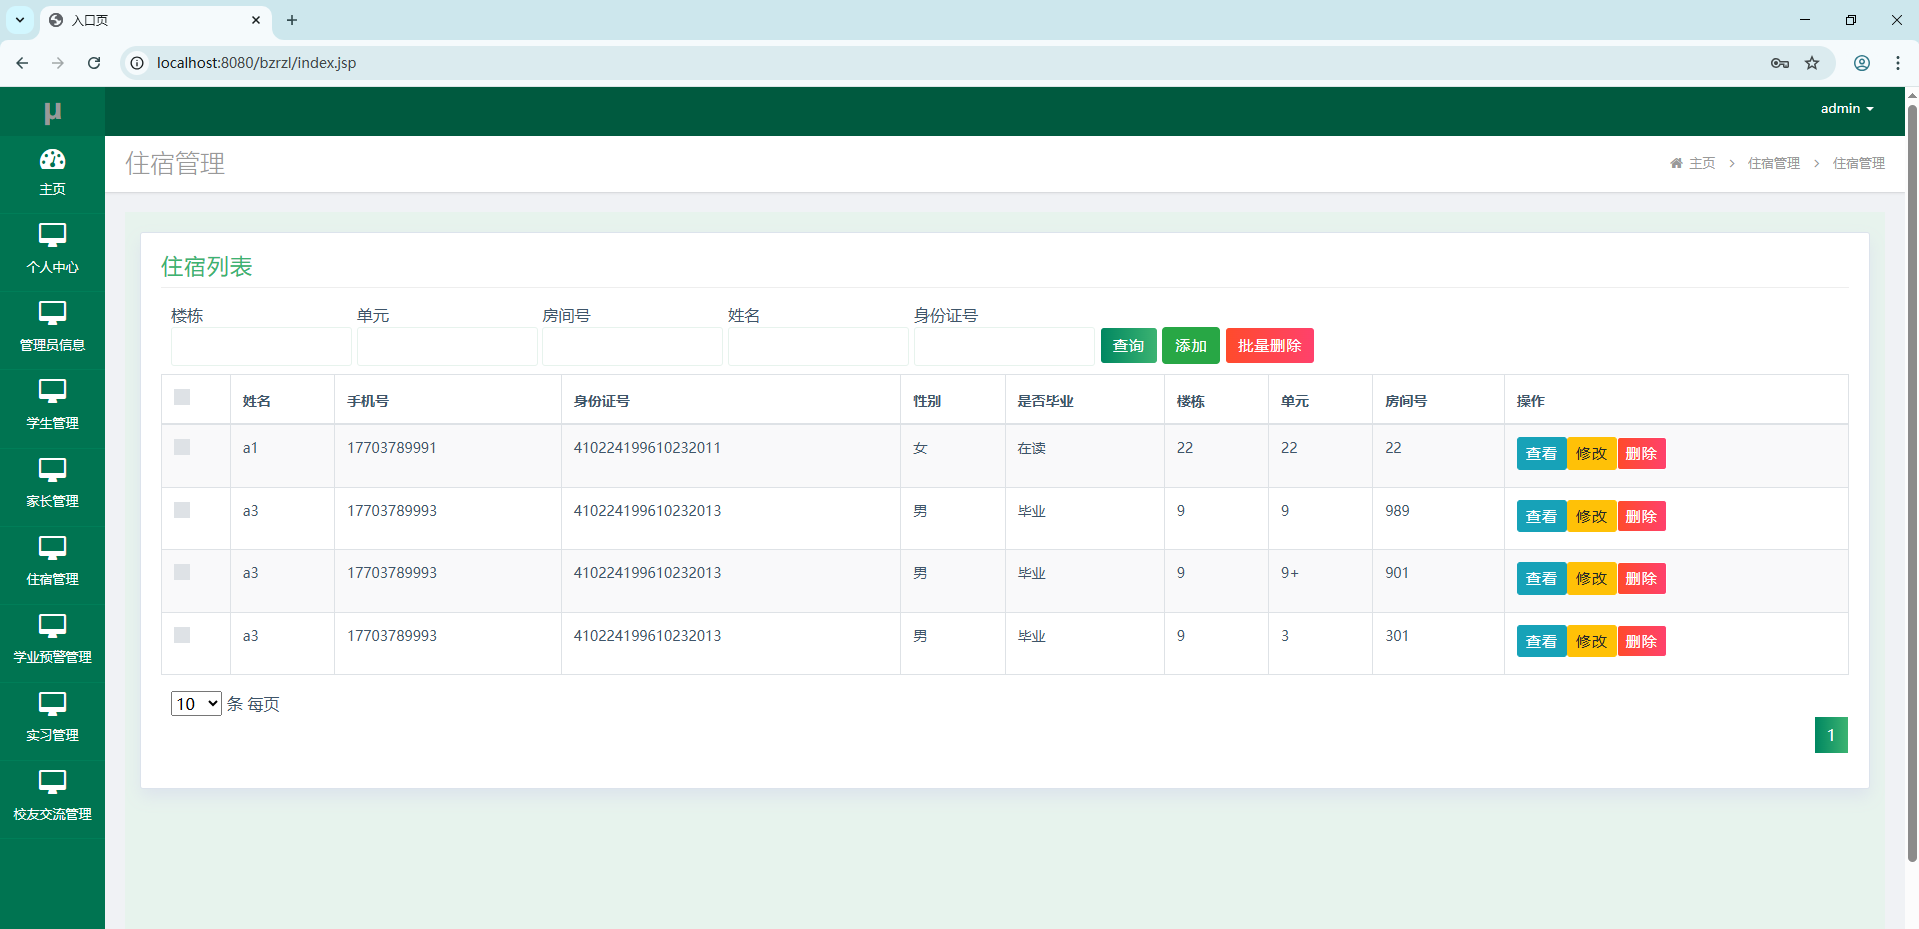 入口页
localhost:8080/bzrzl/index.jsp
µ
admin
主页
个人中心
管理员信息
学生管理
家长管理
住宿管理
学业预警管理
实习管理
校友交流管理
住宿管理
主页 > 住宿管理 > 住宿管理
住宿列表
楼栋 单元 房间号 姓名 身份证号
查询 添加 批量删除
姓名 手机号 身份证号 性别 是否毕业 楼栋 单元 房间号 操作
a1 17703789991 410224199610232011 女 在读 22 22 22 查看 修改 删除
a3 17703789993 410224199610232013 男 毕业 9 9 989 查看 修改 删除
a3 17703789993 410224199610232013 男 毕业 9 9+ 901 查看 修改 删除
a3 17703789993 410224199610232013 男 毕业 9 3 301 查看 修改 删除
10 条 每页
1